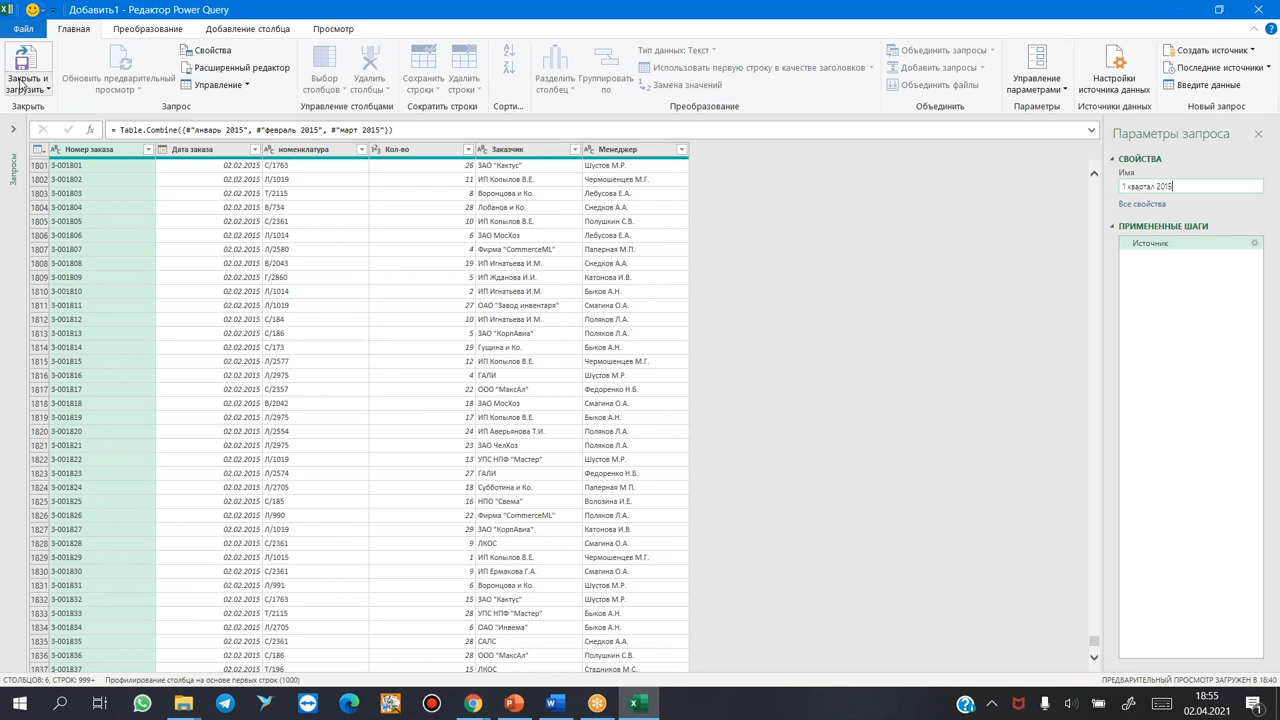 Добавить1 - Редактор Power Query
Файл
Главная
Преобразование
Добавление столбца
Просмотр
Закрыть и
загрузить
Закрыть
Обновить предварительный
просмотр
Свойства
Расширенный редактор
Управление
Запрос
Выбор
столбцов
Удалить
столбцы
Управление столбцами
Сохранить
строки
Удалить
строки
Сократить строки
Сорти...
Разделить
столбец
Группировать
по
Тип данных: Текст
Использовать первую строку в качестве заголовков
Замена значений
Преобразование
Объединить запросы
Добавить запросы
Объединить файлы
Объединить
Управление
параметрами
Параметры
Настройки
источника данных
Источники данных
Создать источник
Последние источники
Введите данные
Новый запрос
Запросы
= Table.Combine({#"январь 2015", #"февраль 2015", #"март 2015"})
Номер заказа Дата заказа номенклатура Кол-во Заказчик Менеджер
1801 З-001801 02.02.2015 С/1763 26 ЗАО "Кактус" Шустов М.Р.
1802 З-001802 02.02.2015 Л/1019 11 ИП Копылов В.Е. Чермошенцев М.Г.
1803 З-001803 02.02.2015 Т/2115 8 Воронцова и Ко. Лебусова Е.А.
1804 З-001804 02.02.2015 В/734 28 Лобанов и Ко. Снедков А.А.
1805 З-001805 02.02.2015 С/2361 10 ИП Копылов В.Е. Полушкин С.В.
1806 З-001806 02.02.2015 Л/1014 6 ЗАО МосХоз Лебусова Е.А.
1807 З-001807 02.02.2015 Л/2580 4 Фирма "CommerceML" Паперная М.П.
1808 З-001808 02.02.2015 В/2043 19 ИП Игнатьева И.М. Снедков А.А.
1809 З-001809 02.02.2015 Г/2860 5 ИП Жданова И.И. Катонова И.В.
1810 З-001810 02.02.2015 Л/1014 2 ИП Игнатьева И.М. Быков А.Н.
1811 З-001811 02.02.2015 Л/1019 27 ОАО "Завод инвентаря" Смагина О.А.
1812 З-001812 02.02.2015 С/184 10 ИП Игнатьева И.М. Поляков Л.А.
1813 З-001813 02.02.2015 С/186 5 ЗАО "КорпАвиа" Поляков Л.А.
1814 З-001814 02.02.2015 С/173 19 Гущина и Ко. Быков А.Н.
1815 З-001815 02.02.2015 Л/2577 12 ИП Копылов В.Е. Чермошенцев М.Г.
1816 З-001816 02.02.2015 Л/2975 4 ГАЛИ Шустов М.Р.
1817 З-001817 02.02.2015 С/2357 22 ООО "МаксАл" Федоренко Н.Б.
1818 З-001818 02.02.2015 В/2042 18 ЗАО МосХоз Смагина О.А.
1819 З-001819 02.02.2015 Л/2975 17 ИП Копылов В.Е. Быков А.Н.
1820 З-001820 02.02.2015 Л/2554 24 ИП Аверьянова Т.И. Поляков Л.А.
1821 З-001821 02.02.2015 Л/2975 23 ЗАО ЧелХоз Поляков Л.А.
1822 З-001822 02.02.2015 Л/1019 13 УПС НПФ "Мастер" Шустов М.Р.
1823 З-001823 02.02.2015 Л/2574 27 ГАЛИ Федоренко Н.Б.
1824 З-001824 02.02.2015 Л/2705 18 Субботина и Ко. Паперная М.П.
1825 З-001825 02.02.2015 С/185 16 НПО "Свема" Волозина И.Е.
1826 З-001826 02.02.2015 Л/990 22 Фирма "CommerceML" Поляков Л.А.
1827 З-001827 02.02.2015 Л/1019 29 ЗАО "КорпАвиа" Катонова И.В.
1828 З-001828 02.02.2015 С/2361 9 ЛКОС Смагина О.А.
1829 З-001829 02.02.2015 Л/1015 1 ИП Копылов В.Е. Чермошенцев М.Г.
1830 З-001830 02.02.2015 С/2361 9 ИП Ермакова Г.А. Смагина О.А.
1831 З-001831 02.02.2015 Л/991 6 Воронцова и Ко. Шустов М.Р.
1832 З-001832 02.02.2015 С/1763 15 ЗАО "Кактус" Шустов М.Р.
1833 З-001833 02.02.2015 Т/2115 28 УПС НПФ "Мастер" Быков А.Н.
1834 З-001834 02.02.2015 Л/2705 6 ОАО "Инвема" Быков А.Н.
1835 З-001835 02.02.2015 С/2361 28 САЛС Снедков А.А.
1836 З-001836 02.02.2015 С/186 28 ООО "МаксАл" Полушкин С.В.
1837 З-001837 02.02.2015 Т/196 15 ЛКОС Стадников М.С.
Параметры запроса
СВОЙСТВА
Имя
1 квартал 2015
Все свойства
ПРИМЕНЕННЫЕ ШАГИ
Источник
СТОЛБЦОВ: 6, СТРОК: 999+ Профилирование столбца на основе первых строк (1000)
ПРЕДВАРИТЕЛЬНЫЙ ПРОСМОТР ЗАГРУЖЕН В 18:40
18:55
02.04.2021